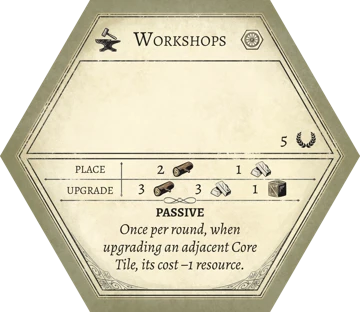 Workshops
5
PLACE 2 1
UPGRADE 3 3 1
PASSIVE
Once per round, when
upgrading an adjacent Core
Tile, its cost –1 resource.